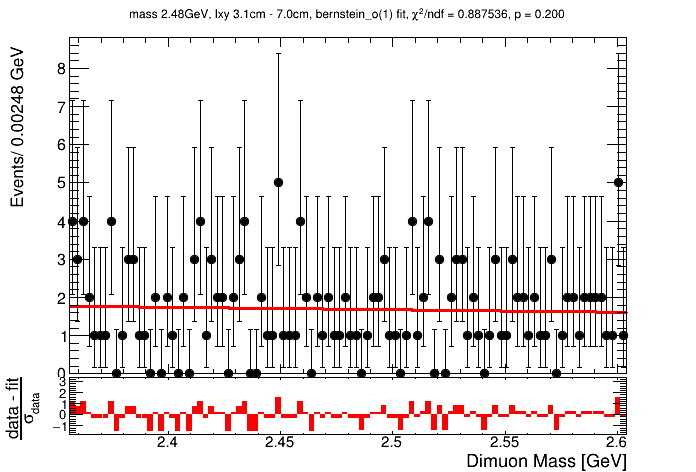 mass 2.48GeV, lxy 3.1cm - 7.0cm, bernstein_o(1) fit, χ²/ndf = 0.887536, p = 0.200
Events/ 0.00248 GeV
8
7
6
5
4
3
2
1
0
data - fit
σdata
3
2
1
0
−1
2.4 2.45 2.5 2.55 2.6
Dimuon Mass [GeV]